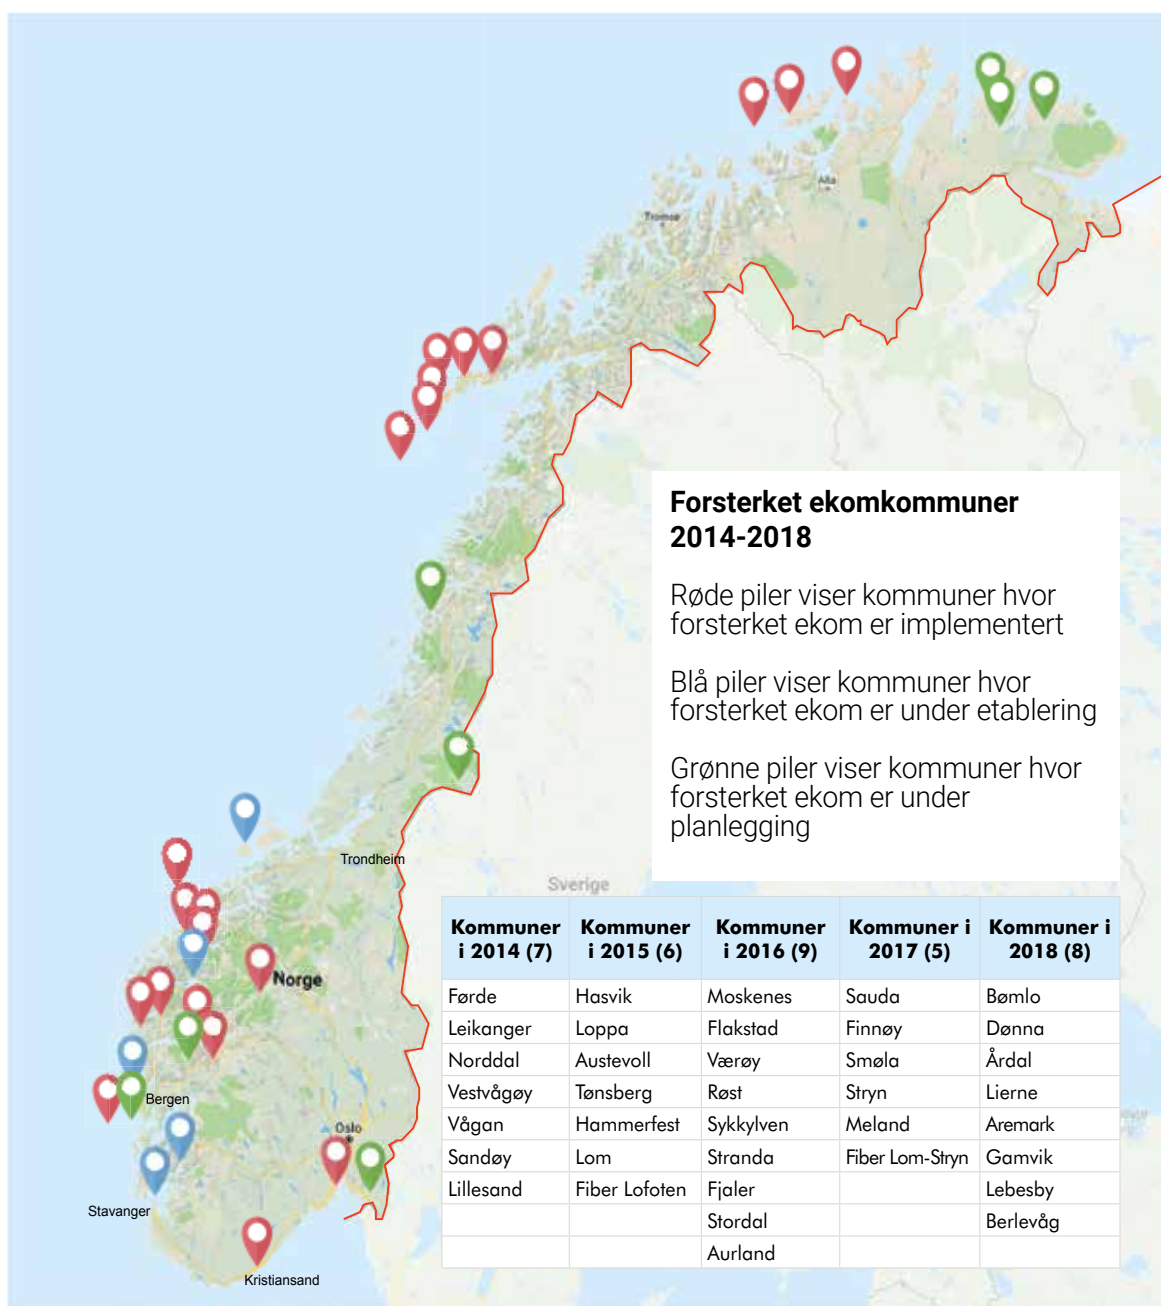 Alta
Tromsø
Forsterket ekomkommuner
2014-2018
Røde piler viser kommuner hvor
forsterket ekom er implementert
Blå piler viser kommuner hvor
forsterket ekom er under etablering
Grønne piler viser kommuner hvor
forsterket ekom er under
planlegging
Trondheim
Sverige
Norge
Bergen
Oslo
Stavanger
Kristiansand
Kommuner i 2014 (7) Kommuner i 2015 (6) Kommuner i 2016 (9) Kommuner i 2017 (5) Kommuner i 2018 (8)
Førde Hasvik Moskenes Sauda Bømlo
Leikanger Loppa Flakstad Finnøy Dønna
Norddal Austevoll Værøy Smøla Årdal
Vestvågøy Tønsberg Røst Stryn Lierne
Vågan Hammerfest Sykkylven Meland Aremark
Sandøy Lom Stranda Fiber Lom-Stryn Gamvik
Lillesand Fiber Lofoten Fjaler Lebesby
Stordal Berlevåg
Aurland